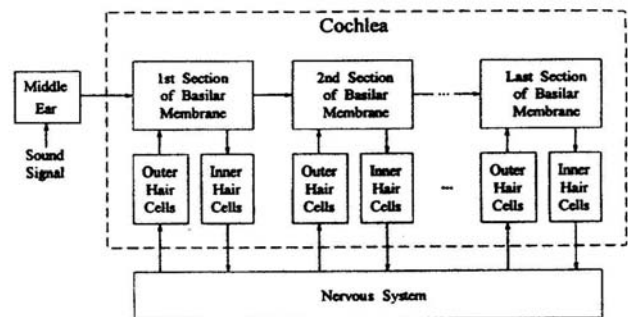 Cochlea
Middle
Ear
Sound
Signal
1st Section
of Basilar
Membrane
2nd Section
of Basilar
Membrane
...
Last Section
of Basilar
Membrane
Outer
Hair
Cells
Inner
Hair
Cells
Outer
Hair
Cells
Inner
Hair
Cells
...
Outer
Hair
Cells
Inner
Hair
Cells
Nervous System